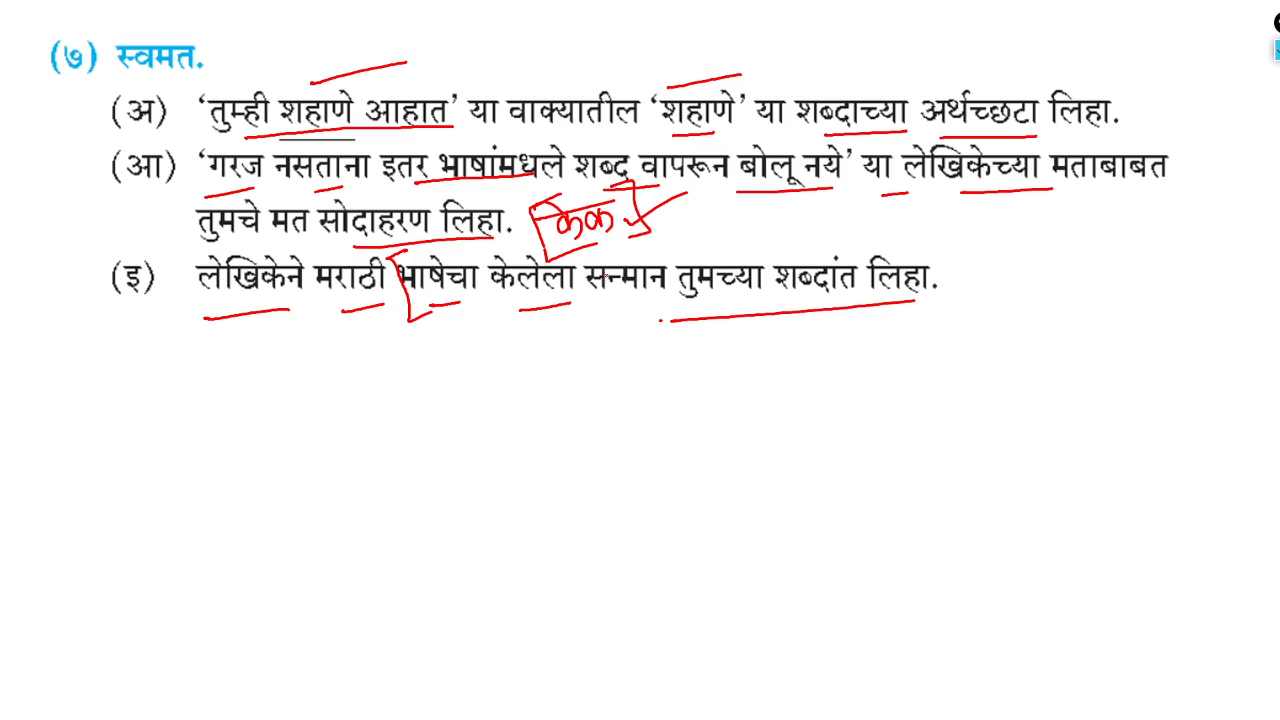 (७) स्वमत.
(अ) ‘तुम्ही शहाणे आहात’ या वाक्यातील ‘शहाणे’ या शब्दाच्या अर्थच्छटा लिहा.
(आ) ‘गरज नसताना इतर भाषांमधले शब्द वापरून बोलू नये’ या लेखिकेच्या मताबाबत
तुमचे मत सोदाहरण लिहा.
(इ) लेखिकेने मराठी भाषेचा केलेला सन्मान तुमच्या शब्दांत लिहा.